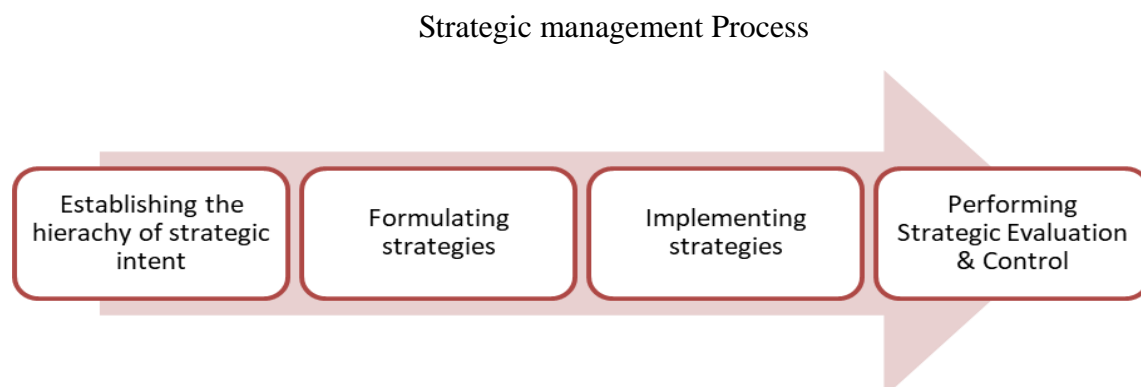 Strategic management Process
Establishing the
hierachy of strategic
intent
Formulating
strategies
Implementing
strategies
Performing
Strategic Evaluation
& Control